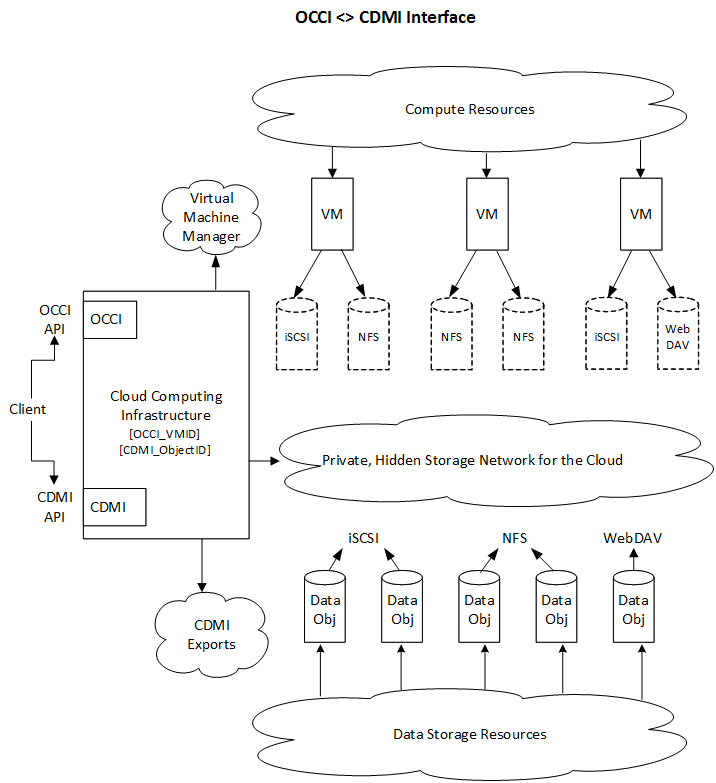 OCCI <> CDMI Interface
Compute Resources
Virtual
Machine
Manager
VM
VM
VM
OCCI
API
OCCI
iSCSI
NFS
NFS
NFS
iSCSI
Web
DAV
Client
Cloud Computing
Infrastructure
[OCCI_VMID]
[CDMI_ObjectID]
Private, Hidden Storage Network for the Cloud
CDMI
API
CDMI
iSCSI
NFS
WebDAV
Data
Obj
Data
Obj
Data
Obj
Data
Obj
Data
Obj
CDMI
Exports
Data Storage Resources